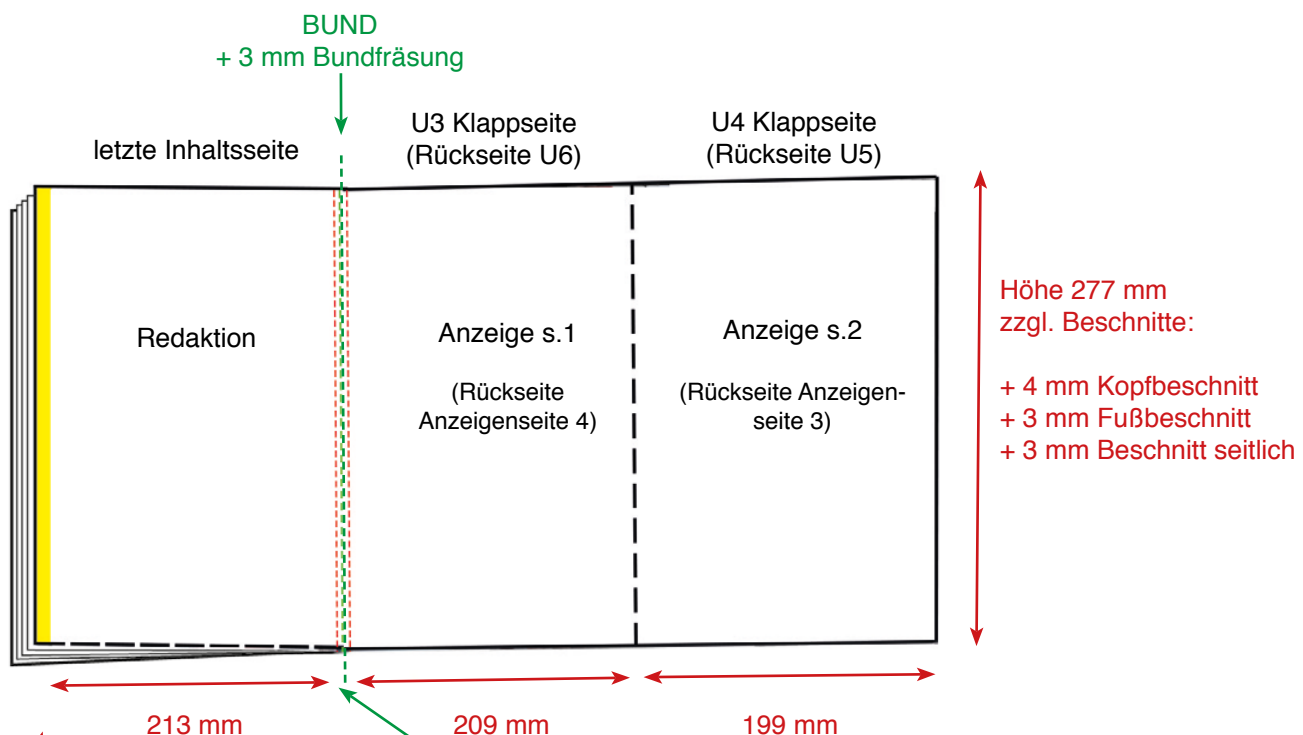 BUND
+ 3 mm Bundfräsung
letzte Inhaltsseite
U3 Klappseite
(Rückseite U6)
U4 Klappseite
(Rückseite U5)
Redaktion
Anzeige s.1
(Rückseite
Anzeigenseite 4)
Anzeige s.2
(Rückseite Anzeigen-
seite 3)
Höhe 277 mm
zzgl. Beschnitte:
+ 4 mm Kopfbeschnitt
+ 3 mm Fußbeschnitt
+ 3 mm Beschnitt seitlich
213 mm
209 mm
199 mm